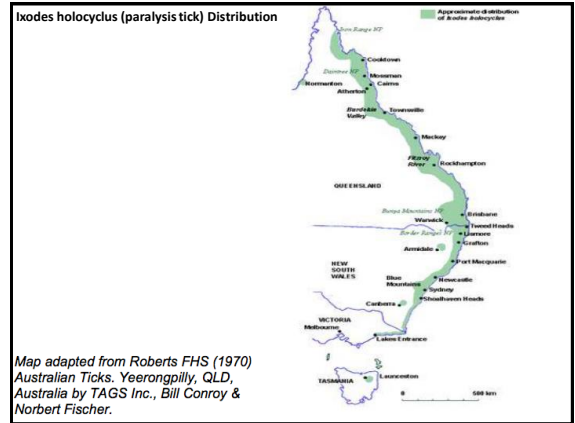 Ixodes holocyclus (paralysis tick) Distribution
Approximate distribution
of Ixodes holocyclus
Iron Range NP
Cooktown
Daintree NP
Mossman
Cairns
Normanton
Atherton
Burdekin
Valley
Townsville
Mackay
Fitzroy
River
Rockhampton
QUEENSLAND
Bunya Mountains NP
Brisbane
Warwick
Tweed Heads
Border Ranges NP
Lismore
Grafton
Armidale
Port Macquarie
NEW
SOUTH
WALES
Blue
Mountains
Newcastle
Sydney
Shoalhaven Heads
Canberra
VICTORIA
Melbourne
Lakes Entrance
Launceston
TASMANIA
0 500 km
Map adapted from Roberts FHS (1970)
Australian Ticks. Yeerongpilly, QLD,
Australia by TAGS Inc., Bill Conroy &
Norbert Fischer.